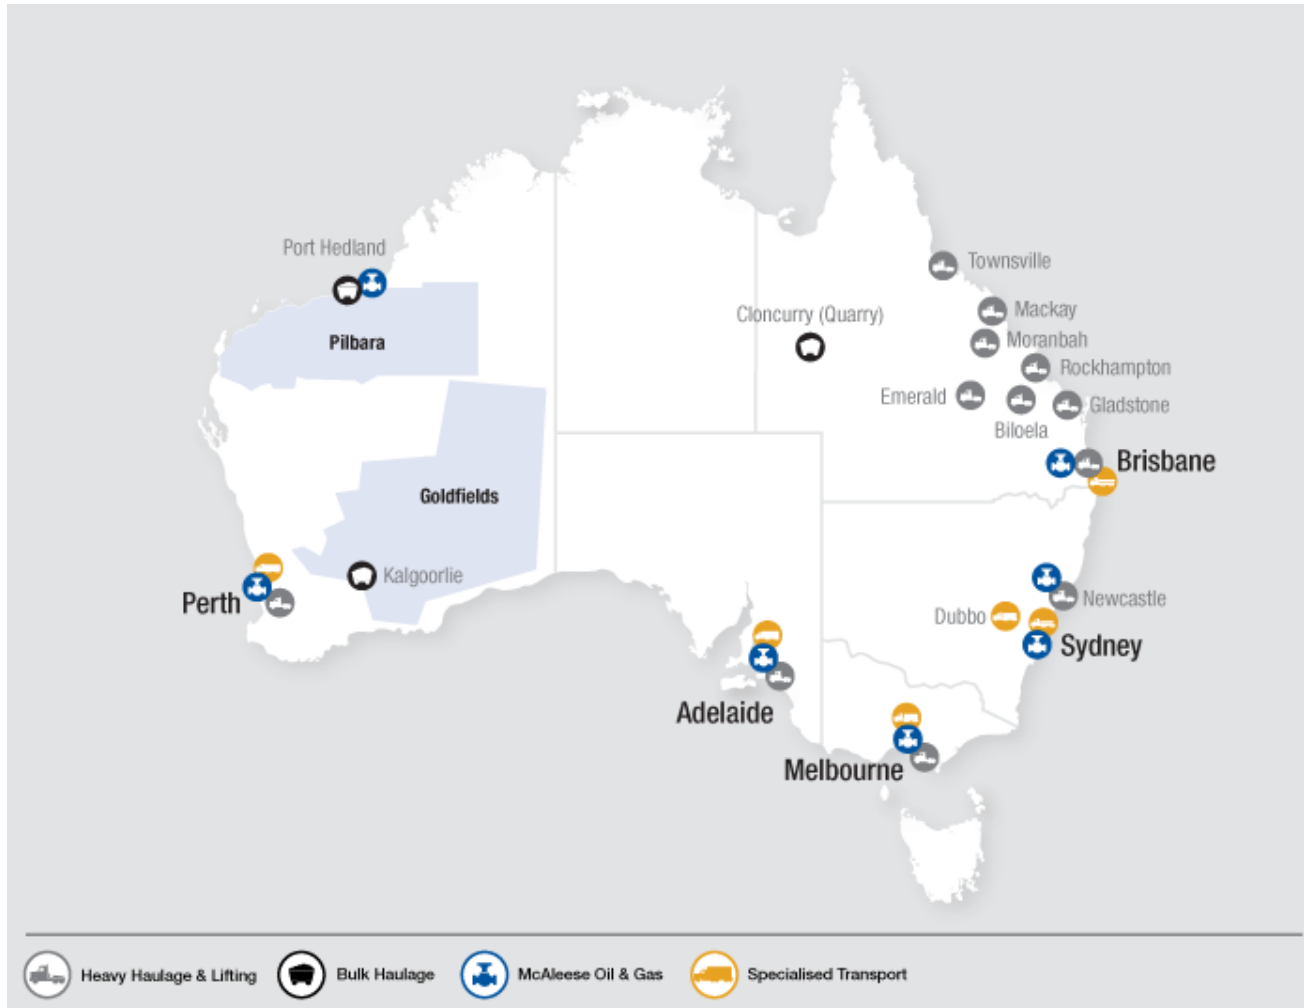 Port Hedland
Townsville
Cloncurry (Quarry)
Mackay
Pilbara
Moranbah
Rockhampton
Emerald
Gladstone
Biloela
Brisbane
Goldfields
Kalgoorlie
Perth
Newcastle
Dubbo
Sydney
Adelaide
Melbourne
Heavy Haulage & Lifting
Bulk Haulage
McAleese Oil & Gas
Specialised Transport